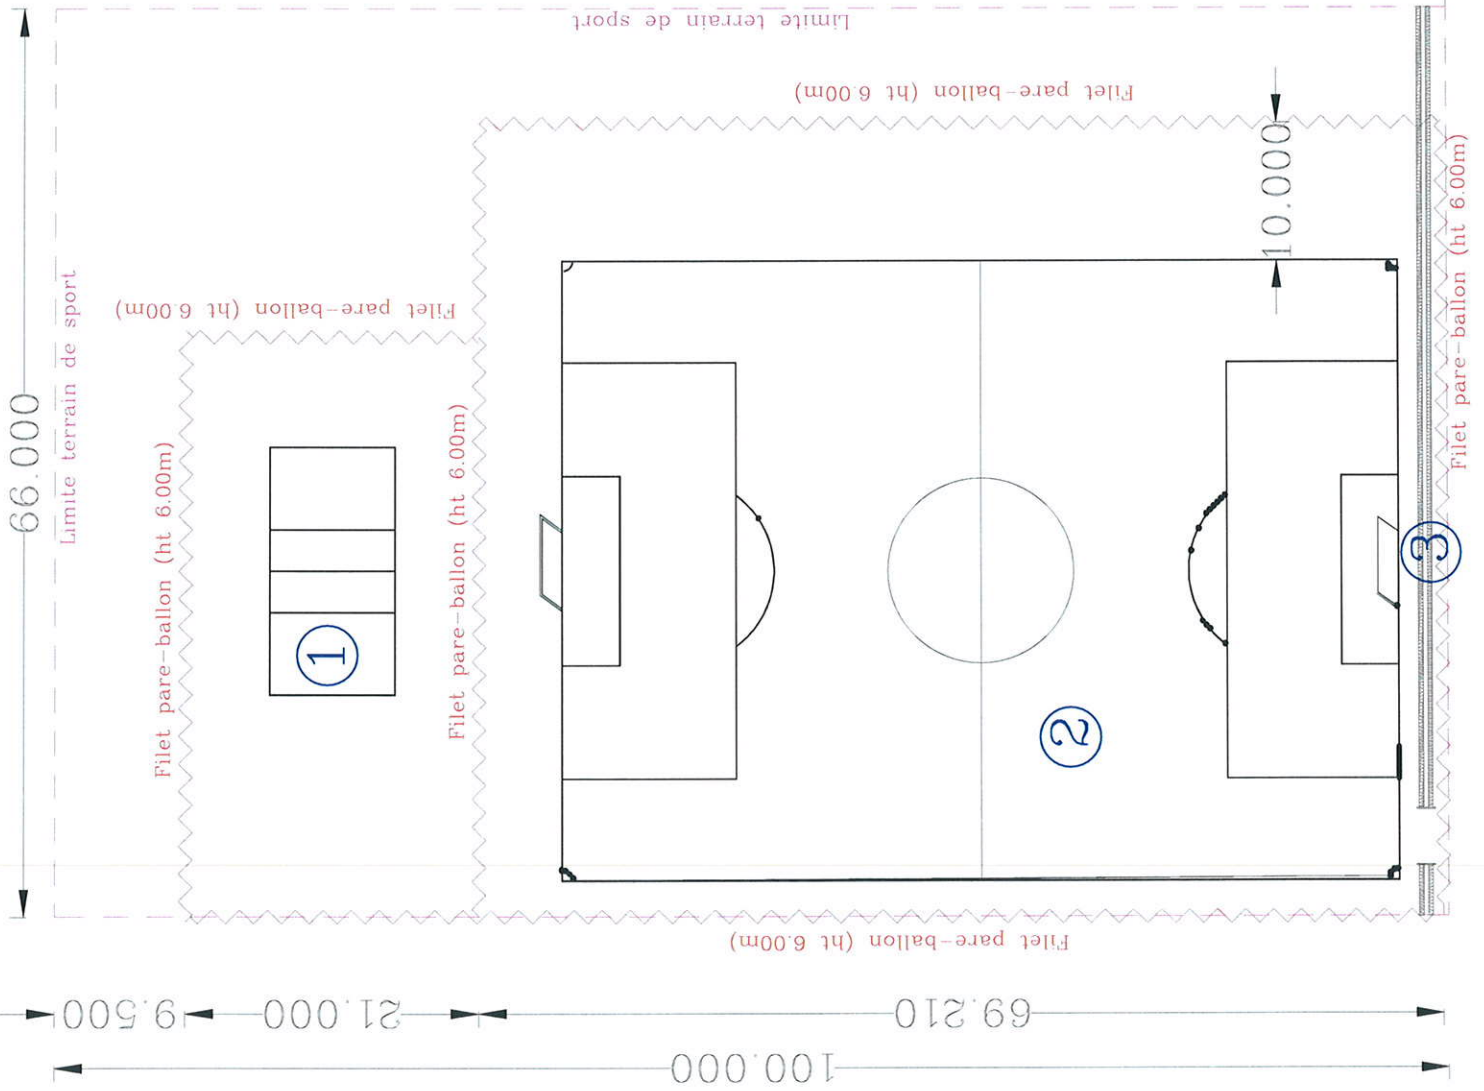 Limite terrain de sport
Filet pare-ballon (ht 6.00m)
10.000
66.000
Limite terrain de sport
Filet pare-ballon (ht 6.00m)
Filet pare-ballon (ht 6.00m)
Filet pare-ballon (ht 6.00m)
Filet pare-ballon (ht 6.00m)
1
2
3
Filet pare-ballon (ht 6.00m)
9.500
21.000
69.210
100.000